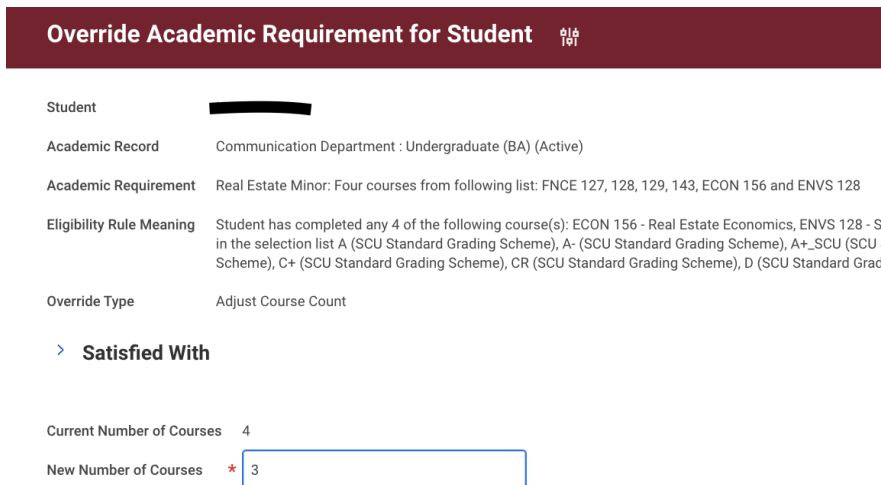 Override Academic Requirement for Student
Student
Academic Record Communication Department : Undergraduate (BA) (Active)
Academic Requirement Real Estate Minor: Four courses from following list: FNCE 127, 128, 129, 143, ECON 156 and ENVS 128
Eligibility Rule Meaning Student has completed any 4 of the following course(s): ECON 156 - Real Estate Economics, ENVS 128 - S
in the selection list A (SCU Standard Grading Scheme), A- (SCU Standard Grading Scheme), A+_SCU (SCU
Scheme), C+ (SCU Standard Grading Scheme), CR (SCU Standard Grading Scheme), D (SCU Standard Grad
Override Type Adjust Course Count
Satisfied With
Current Number of Courses 4
New Number of Courses * 3